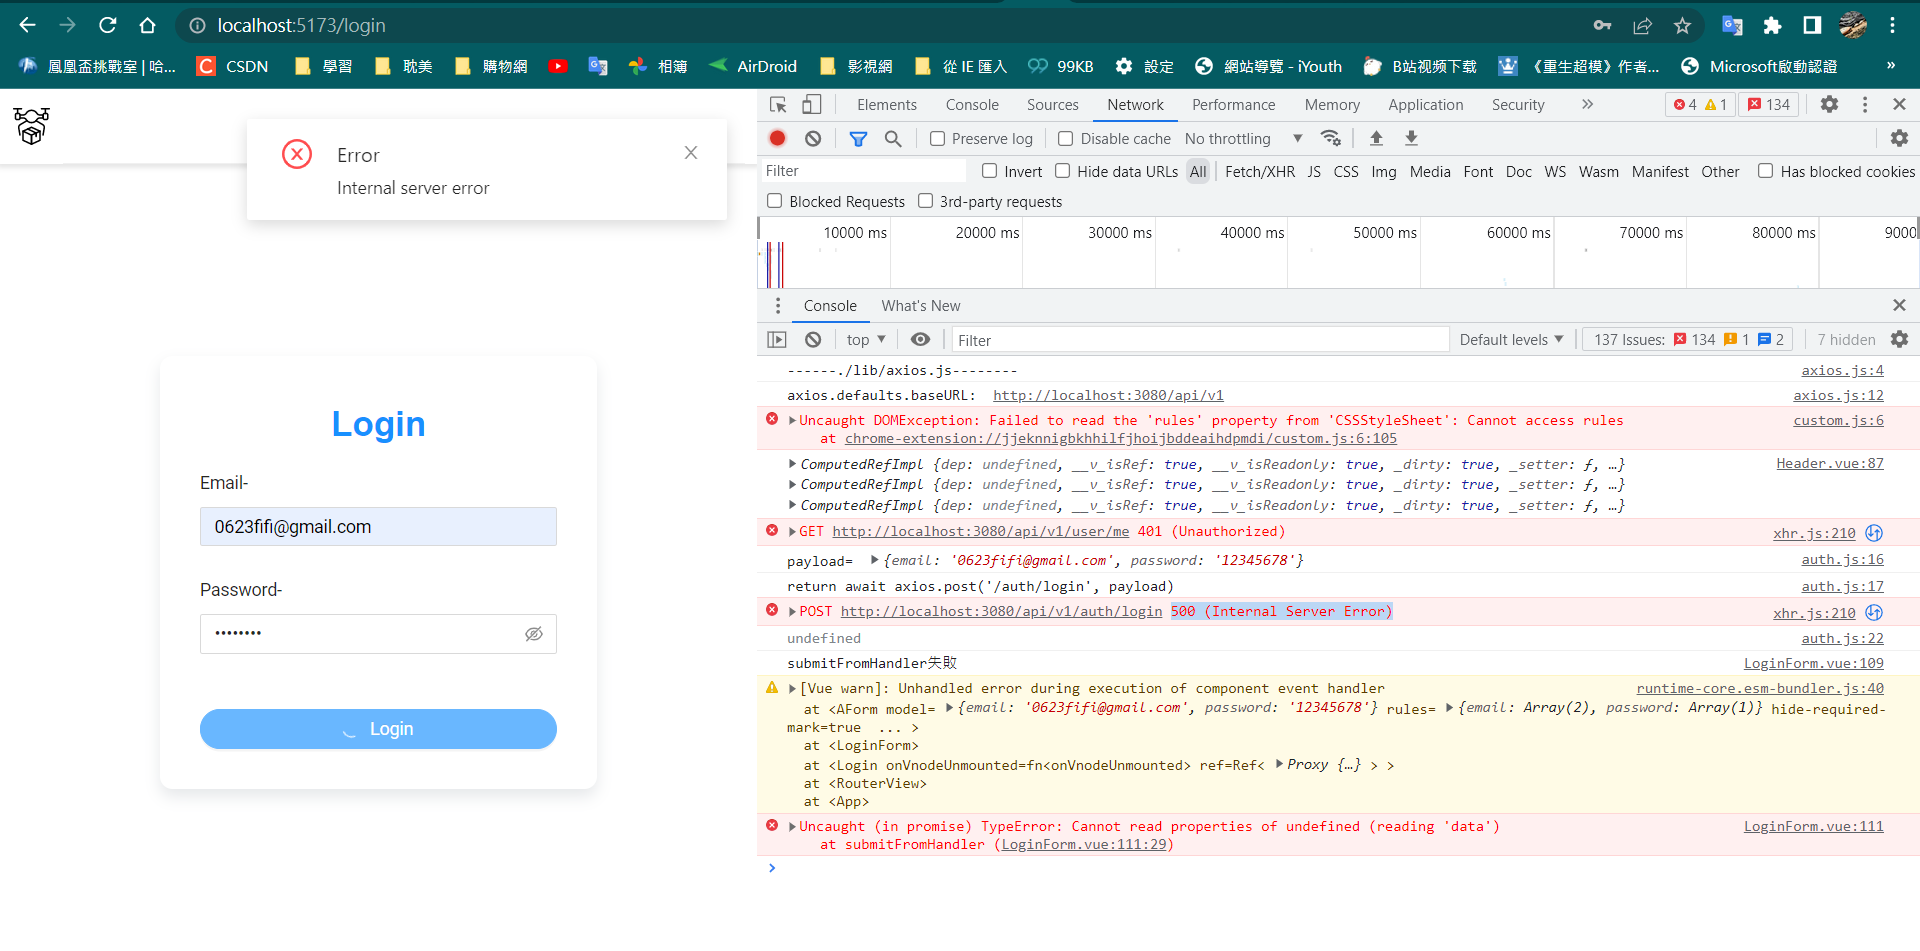 localhost:5173/login
鳳凰盃挑戰室 | 哈... CSDN 學習 耽美 購物網 相簿 AirDroid 影視網 從 IE 匯入 99KB 設定 網站導覽 - iYouth B站视频下载 《重生超模》作者... Microsoft啟動認證 »
Error
Internal server error
Login
Email-
0623fifi@gmail.com
Password-
••••••••
Login
Elements Console Sources Network Performance Memory Application Security » 4 1 134
Preserve log Disable cache No throttling
Filter Invert Hide data URLs All Fetch/XHR JS CSS Img Media Font Doc WS Wasm Manifest Other Has blocked cookies
Blocked Requests 3rd-party requests
10000 ms 20000 ms 30000 ms 40000 ms 50000 ms 60000 ms 70000 ms 80000 ms 9000
Console What's New
top Filter Default levels 137 Issues: 134 1 2 7 hidden
------./lib/axios.js-------- axios.js:4
axios.defaults.baseURL: http://localhost:3080/api/v1 axios.js:12
Uncaught DOMException: Failed to read the 'rules' property from 'CSSStyleSheet': Cannot access rules custom.js:6
at chrome-extension://jjeknnigbkhhilfjhoijbddeaihdpmdi/custom.js:6:105
ComputedRefImpl {dep: undefined, __v_isRef: true, __v_isReadonly: true, _dirty: true, _setter: ƒ, …} Header.vue:87
ComputedRefImpl {dep: undefined, __v_isRef: true, __v_isReadonly: true, _dirty: true, _setter: ƒ, …}
ComputedRefImpl {dep: undefined, __v_isRef: true, __v_isReadonly: true, _dirty: true, _setter: ƒ, …}
GET http://localhost:3080/api/v1/user/me 401 (Unauthorized) xhr.js:210
payload= {email: '0623fifi@gmail.com', password: '12345678'} auth.js:16
return await axios.post('/auth/login', payload) auth.js:17
POST http://localhost:3080/api/v1/auth/login 500 (Internal Server Error) xhr.js:210
undefined auth.js:22
submitFromHandler失敗 LoginForm.vue:109
[Vue warn]: Unhandled error during execution of component event handler runtime-core.esm-bundler.js:40
at <AForm model= {email: '0623fifi@gmail.com', password: '12345678'} rules= {email: Array(2), password: Array(1)} hide-required-
mark=true ... >
at <LoginForm>
at <Login onVnodeUnmounted=fn<onVnodeUnmounted> ref=Ref< Proxy {…} > >
at <RouterView>
at <App>
Uncaught (in promise) TypeError: Cannot read properties of undefined (reading 'data') LoginForm.vue:111
at submitFromHandler (LoginForm.vue:111:29)